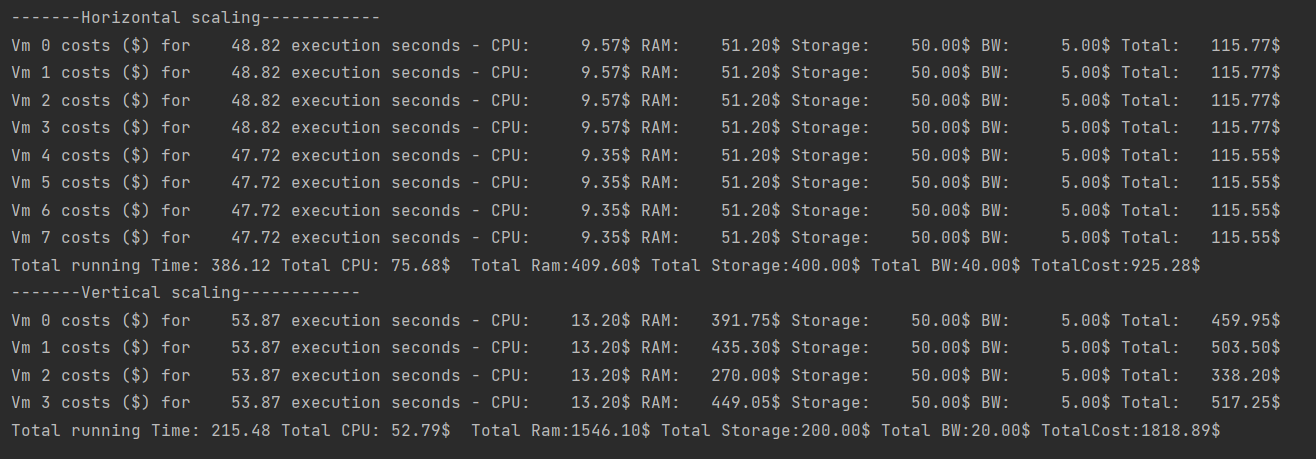 -------Horizontal scaling------------
Vm 0 costs ($) for    48.82 execution seconds - CPU:     9.57$ RAM:    51.20$ Storage:    50.00$ BW:     5.00$ Total:   115.77$
Vm 1 costs ($) for    48.82 execution seconds - CPU:     9.57$ RAM:    51.20$ Storage:    50.00$ BW:     5.00$ Total:   115.77$
Vm 2 costs ($) for    48.82 execution seconds - CPU:     9.57$ RAM:    51.20$ Storage:    50.00$ BW:     5.00$ Total:   115.77$
Vm 3 costs ($) for    48.82 execution seconds - CPU:     9.57$ RAM:    51.20$ Storage:    50.00$ BW:     5.00$ Total:   115.77$
Vm 4 costs ($) for    47.72 execution seconds - CPU:     9.35$ RAM:    51.20$ Storage:    50.00$ BW:     5.00$ Total:   115.55$
Vm 5 costs ($) for    47.72 execution seconds - CPU:     9.35$ RAM:    51.20$ Storage:    50.00$ BW:     5.00$ Total:   115.55$
Vm 6 costs ($) for    47.72 execution seconds - CPU:     9.35$ RAM:    51.20$ Storage:    50.00$ BW:     5.00$ Total:   115.55$
Vm 7 costs ($) for    47.72 execution seconds - CPU:     9.35$ RAM:    51.20$ Storage:    50.00$ BW:     5.00$ Total:   115.55$
Total running Time: 386.12 Total CPU: 75.68$  Total Ram:409.60$ Total Storage:400.00$ Total BW:40.00$ TotalCost:925.28$
-------Vertical scaling------------
Vm 0 costs ($) for    53.87 execution seconds - CPU:    13.20$ RAM:   391.75$ Storage:    50.00$ BW:     5.00$ Total:   459.95$
Vm 1 costs ($) for    53.87 execution seconds - CPU:    13.20$ RAM:   435.30$ Storage:    50.00$ BW:     5.00$ Total:   503.50$
Vm 2 costs ($) for    53.87 execution seconds - CPU:    13.20$ RAM:   270.00$ Storage:    50.00$ BW:     5.00$ Total:   338.20$
Vm 3 costs ($) for    53.87 execution seconds - CPU:    13.20$ RAM:   449.05$ Storage:    50.00$ BW:     5.00$ Total:   517.25$
Total running Time: 215.48 Total CPU: 52.79$  Total Ram:1546.10$ Total Storage:200.00$ Total BW:20.00$ TotalCost:1818.89$